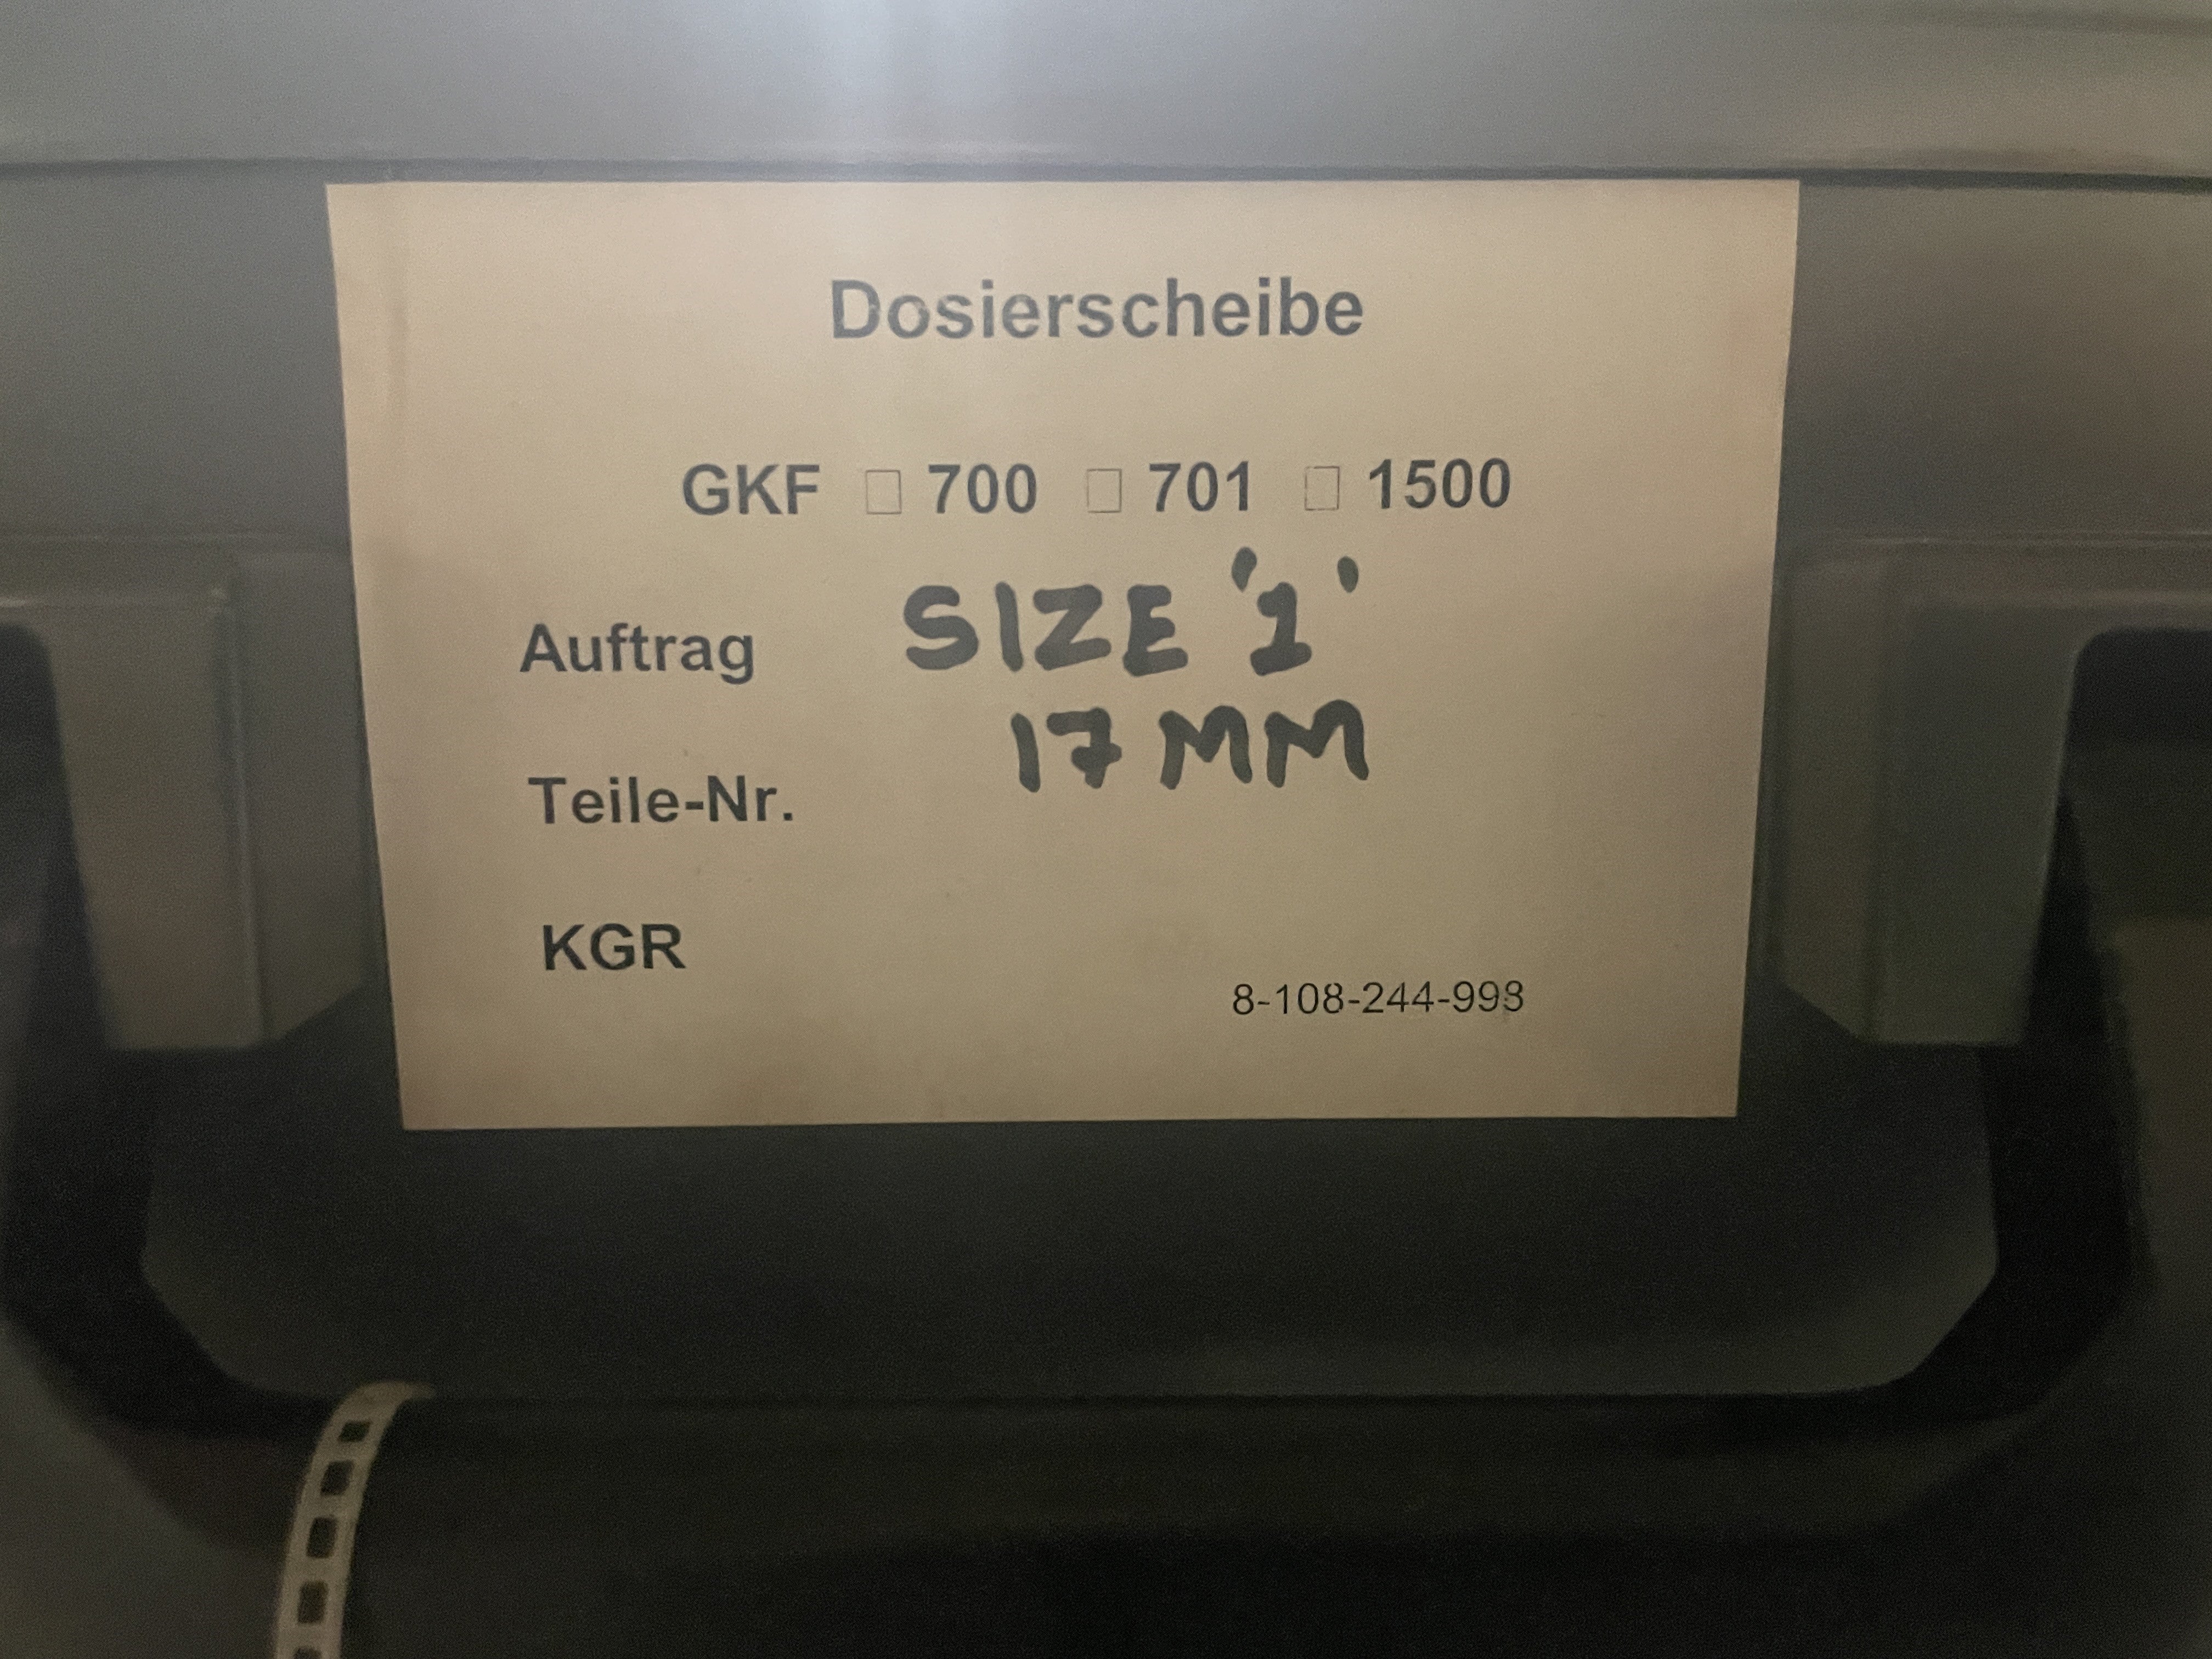 Dosierscheibe
GKF □ 700 □ 701 □ 1500
Auftrag SIZE '1'
17 MM
Teile-Nr.
KGR
8-108-244-998